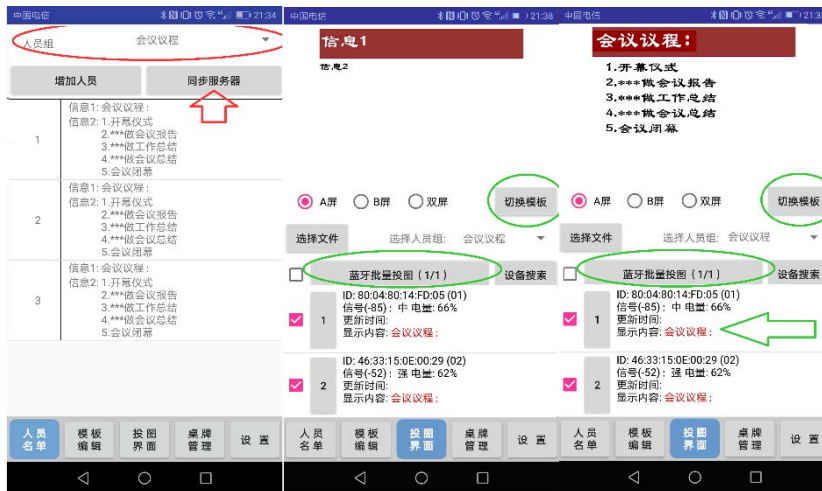 中国电信 21:34
人员组 会议议程
增加人员 同步服务器
1
信息1: 会议议程:
信息2: 1.开幕仪式
2.***做会议报告
3.***做工作总结
4.***做会议总结
5.会议闭幕
2
信息1: 会议议程:
信息2: 1.开幕仪式
2.***做会议报告
3.***做工作总结
4.***做会议总结
5.会议闭幕
3
信息1: 会议议程:
信息2: 1.开幕仪式
2.***做会议报告
3.***做工作总结
4.***做会议总结
5.会议闭幕
人员名单 模板编辑 投图界面 桌牌管理 设置
中国电信 21:38
信息1
信息2
A屏 B屏 双屏 切换模板
选择文件 选择人员组: 会议议程
蓝牙批量投图(1/1) 设备搜索
1
ID: 80:04:80:14:FD:05 (01)
信号(-85): 中 电量: 66%
更新时间:
显示内容: 会议议程:
2
ID: 46:33:15:0E:00:29 (02)
信号(-52): 强 电量: 62%
更新时间:
显示内容: 会议议程:
人员名单 模板编辑 投图界面 桌牌管理 设置
中国电信
会议议程:
1.开幕仪式
2.***做会议报告
3.***做工作总结
4.***做会议总结
5.会议闭幕
A屏 B屏 双屏 切换模板
选择文件 选择人员组: 会议议程
蓝牙批量投图(1/1) 设备搜索
1
ID: 80:04:80:14:FD:05 (01)
信号(-85): 中 电量: 66%
更新时间:
显示内容: 会议议程:
2
ID: 46:33:15:0E:00:29 (02)
信号(-52): 强 电量: 62%
更新时间:
显示内容: 会议议程:
人员名单 模板编辑 投图界面 桌牌管理 设置